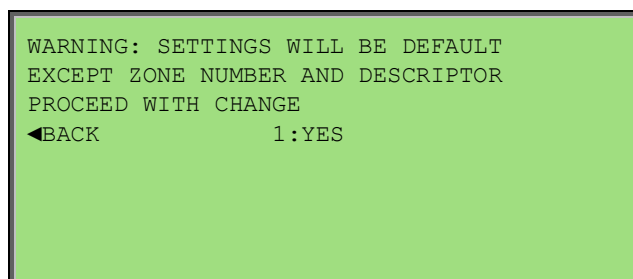 WARNING: SETTINGS WILL BE DEFAULT
EXCEPT ZONE NUMBER AND DESCRIPTOR
PROCEED WITH CHANGE
◄BACK 1:YES